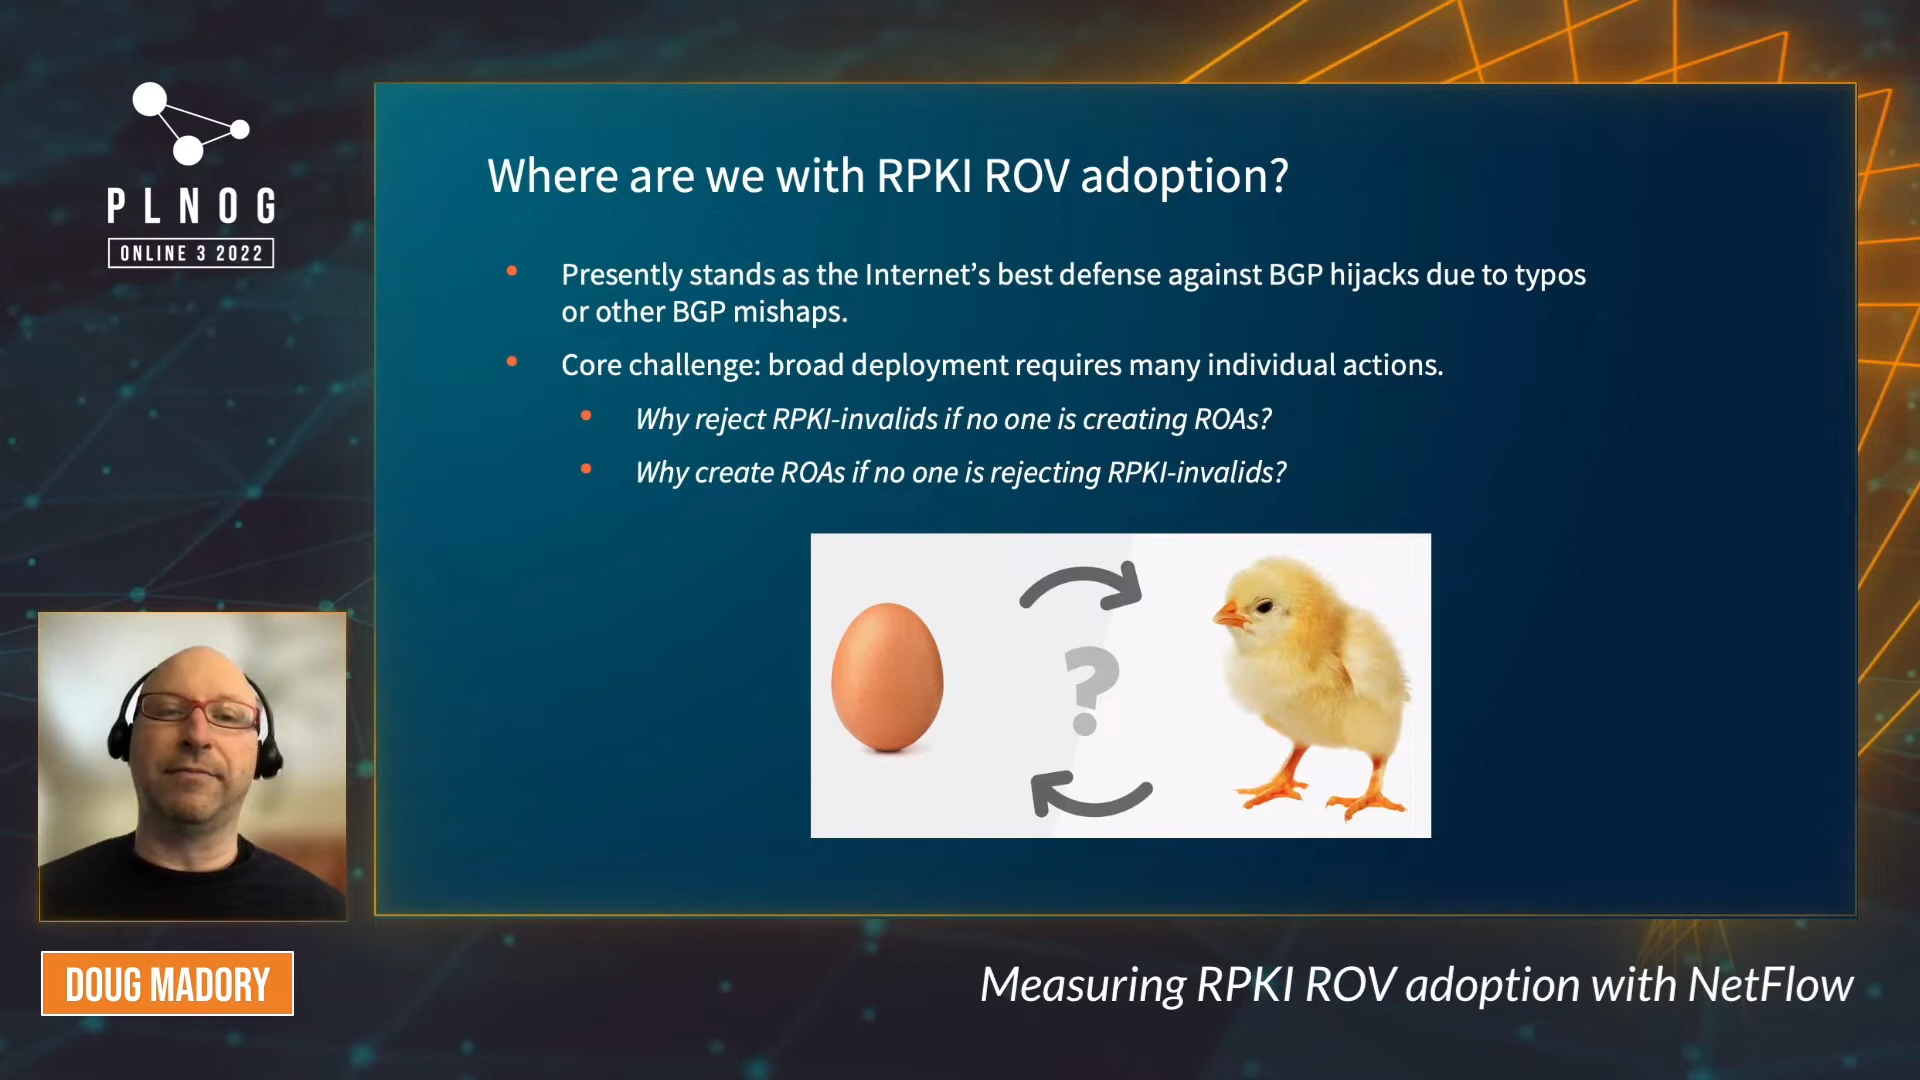 PLNOG
ONLINE 3 2022
Where are we with RPKI ROV adoption?
Presently stands as the Internet’s best defense against BGP hijacks due to typos
or other BGP mishaps.
Core challenge: broad deployment requires many individual actions.
Why reject RPKI-invalids if no one is creating ROAs?
Why create ROAs if no one is rejecting RPKI-invalids?
?
DOUG MADORY
Measuring RPKI ROV adoption with NetFlow